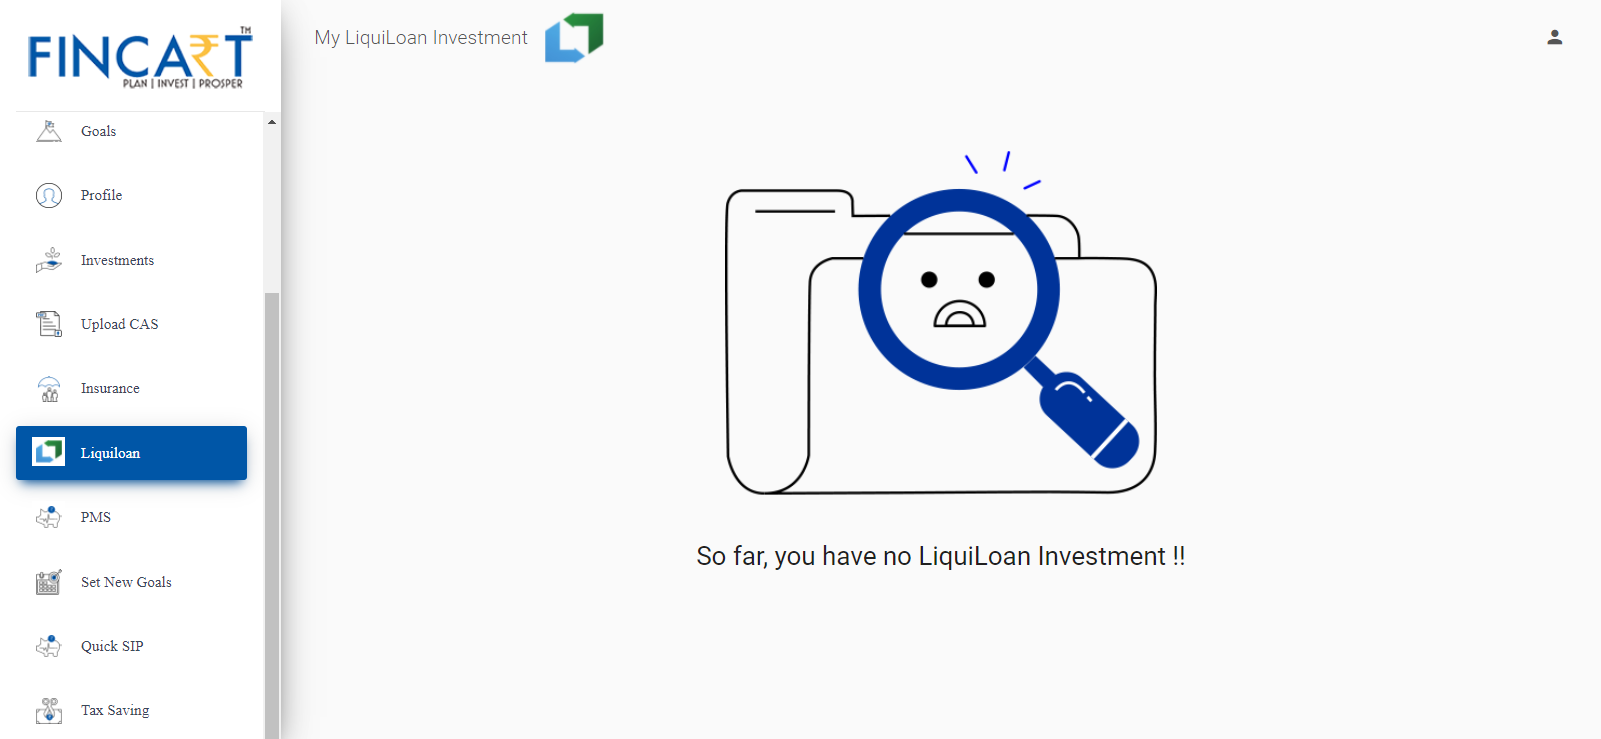 FINCART™
PLAN | INVEST | PROSPER
Goals
Profile
Investments
Upload CAS
Insurance
Liquiloan
PMS
Set New Goals
Quick SIP
Tax Saving
My LiquiLoan Investment
So far, you have no LiquiLoan Investment !!